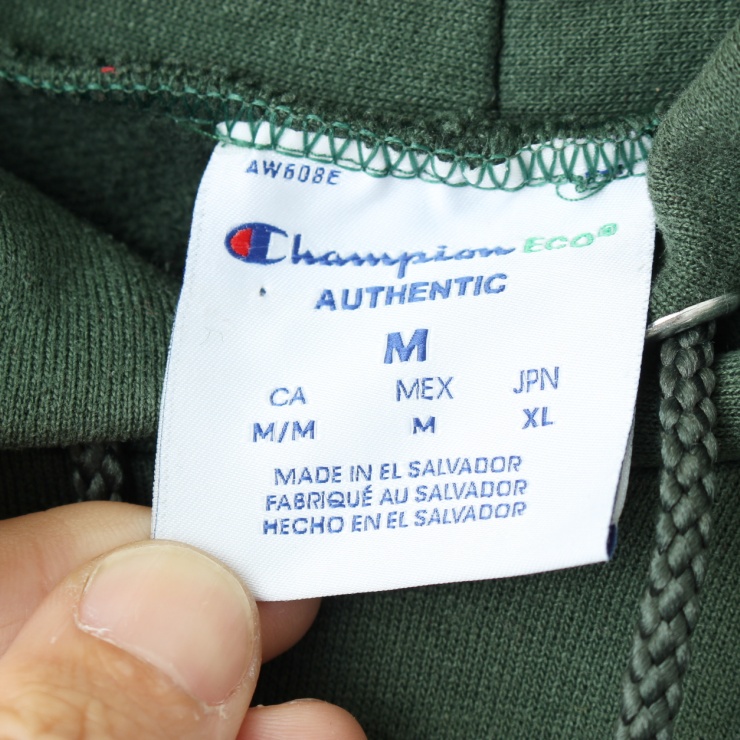 AW608E
Champion ECO®
AUTHENTIC
M
CA MEX JPN
M/M M XL
MADE IN EL SALVADOR
FABRIQUÉ AU SALVADOR
HECHO EN EL SALVADOR